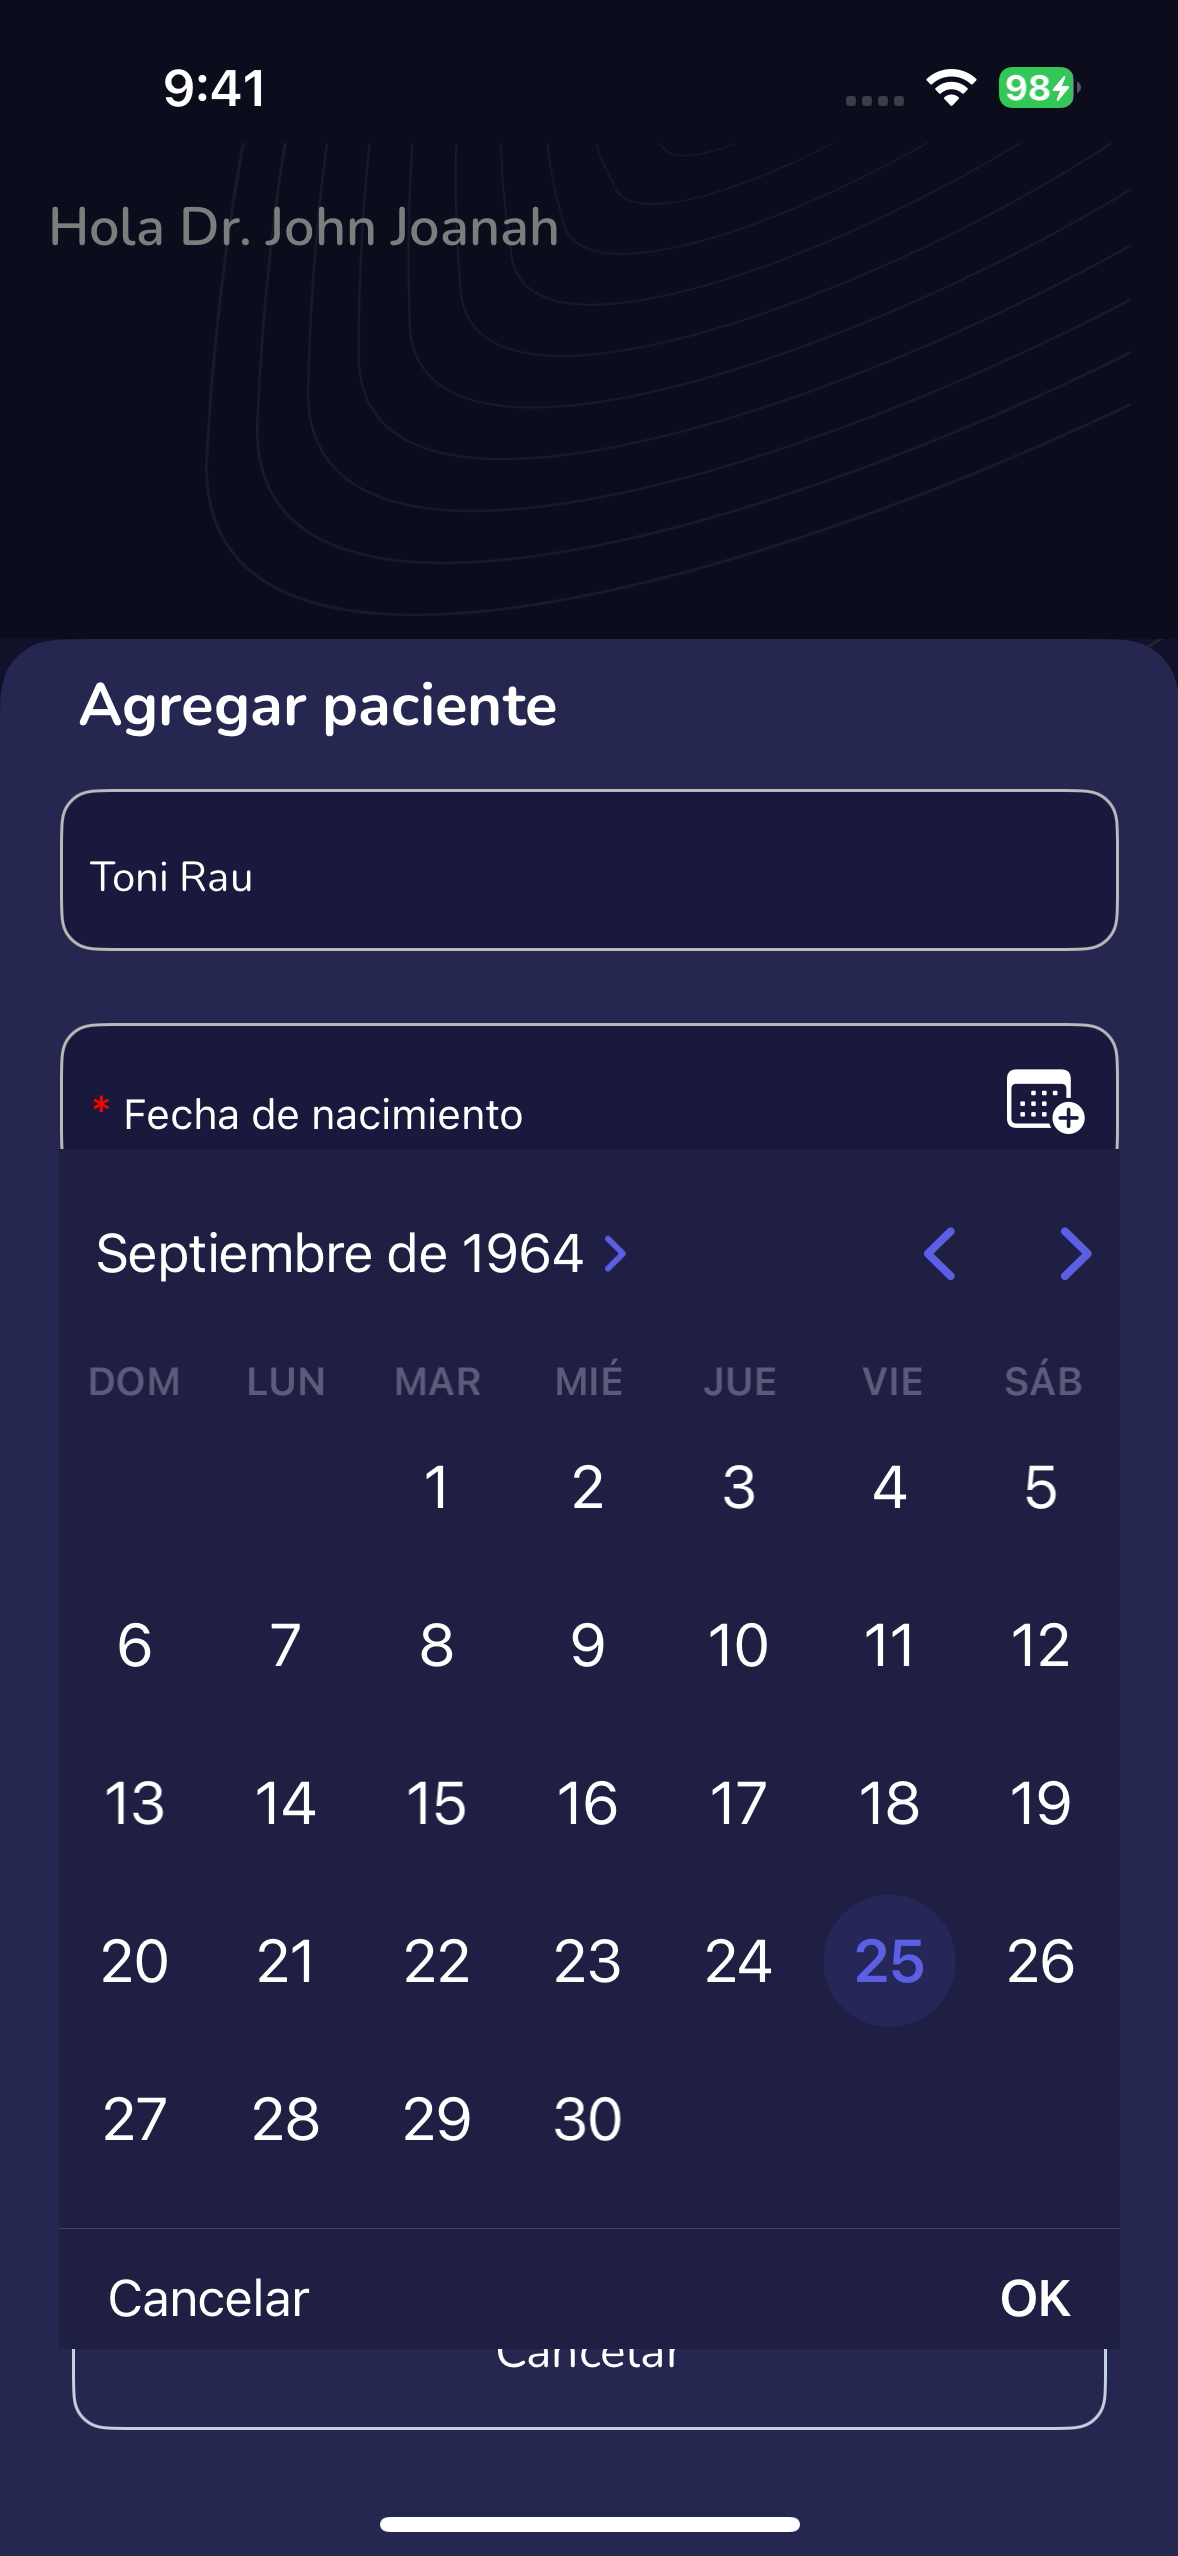 9:41
98
Hola Dr. John Joanah
Agregar paciente
Toni Rau
* Fecha de nacimiento
Septiembre de 1964
DOM LUN MAR MIÉ JUE VIE SÁB
1 2 3 4 5
6 7 8 9 10 11 12
13 14 15 16 17 18 19
20 21 22 23 24 25 26
27 28 29 30
Cancelar OK
Cancelar